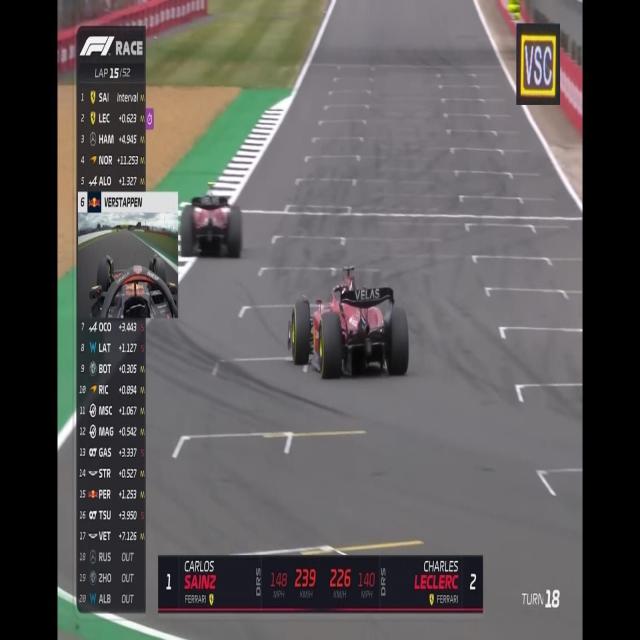 F1 RACE
LAP 15/52
1 SAI Interval M
2 LEC +0.623 M
3 HAM +4.945 M
4 NOR +11.253 M
5 ALO +1.327 M
6 VERSTAPPEN
7 OCO +3.443 S
8 LAT +1.127 S
9 BOT +0.305 M
10 RIC +0.894 M
11 MSC +1.067 M
12 MAG +0.542 M
13 GAS +3.337 S
14 STR +0.527 M
15 PER +1.253 M
16 TSU +3.950 S
17 VET +7.126 M
18 RUS OUT
19 ZHO OUT
20 ALB OUT
VSC
VELAS
1 CARLOS SAINZ FERRARI
DRS 148 MPH 239 KM/H
226 KM/H 140 MPH DRS
CHARLES LECLERC FERRARI 2
TURN 18